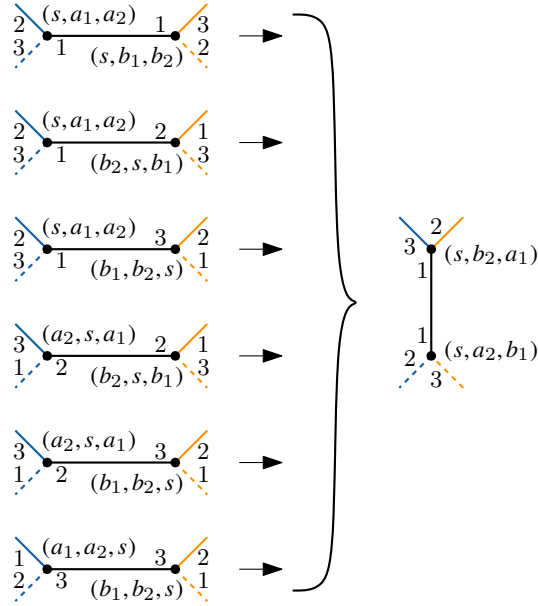 2 (s, a₁, a₂) 1 3
3 1 (s, b₁, b₂) 2
2 (s, a₁, a₂) 2 1
3 1 (b₂, s, b₁) 3
2 (s, a₁, a₂) 3 2
3 1 (b₁, b₂, s) 1
3 (a₂, s, a₁) 2 1
1 2 (b₂, s, b₁) 3
3 (a₂, s, a₁) 3 2
1 2 (b₁, b₂, s) 1
1 (a₁, a₂, s) 3 2
2 3 (b₁, b₂, s) 1
2
3 (s, b₂, a₁)
1
1
2 (s, a₂, b₁)
3